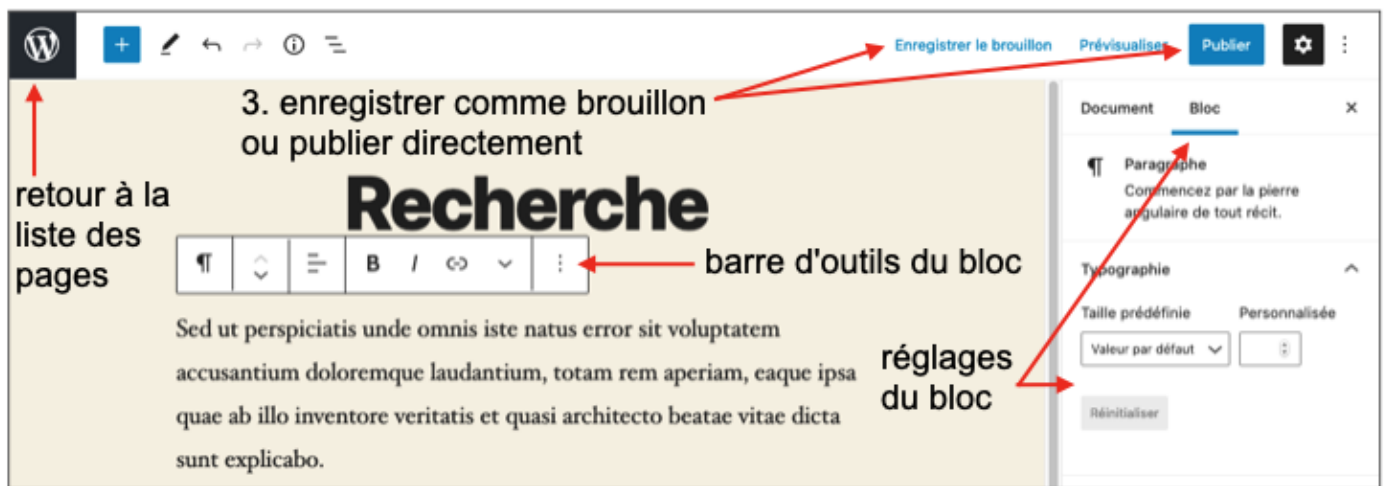 Enregistrer le brouillon Prévisualiser Publier
3. enregistrer comme brouillon
ou publier directement
Document Bloc
Paragraphe
Commencez par la pierre
angulaire de tout récit.
retour à la
liste des
pages
Recherche
B I
barre d'outils du bloc
Typographie
Taille prédéfinie Personnalisée
Valeur par défaut
réglages
du bloc
Réinitialiser
Sed ut perspiciatis unde omnis iste natus error sit voluptatem
accusantium doloremque laudantium, totam rem aperiam, eaque ipsa
quae ab illo inventore veritatis et quasi architecto beatae vitae dicta
sunt explicabo.